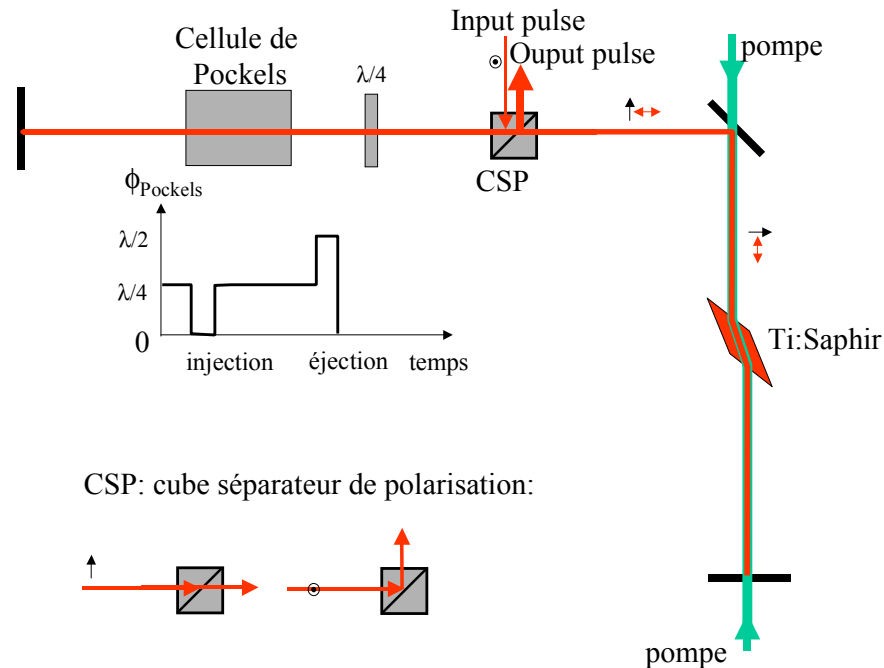 Input pulse
Cellule de
Pockels
λ/4
Ouput pulse
pompe
CSP
ϕPockels
λ/2
λ/4
0
injection
éjection
temps
Ti:Saphir
CSP: cube séparateur de polarisation:
pompe